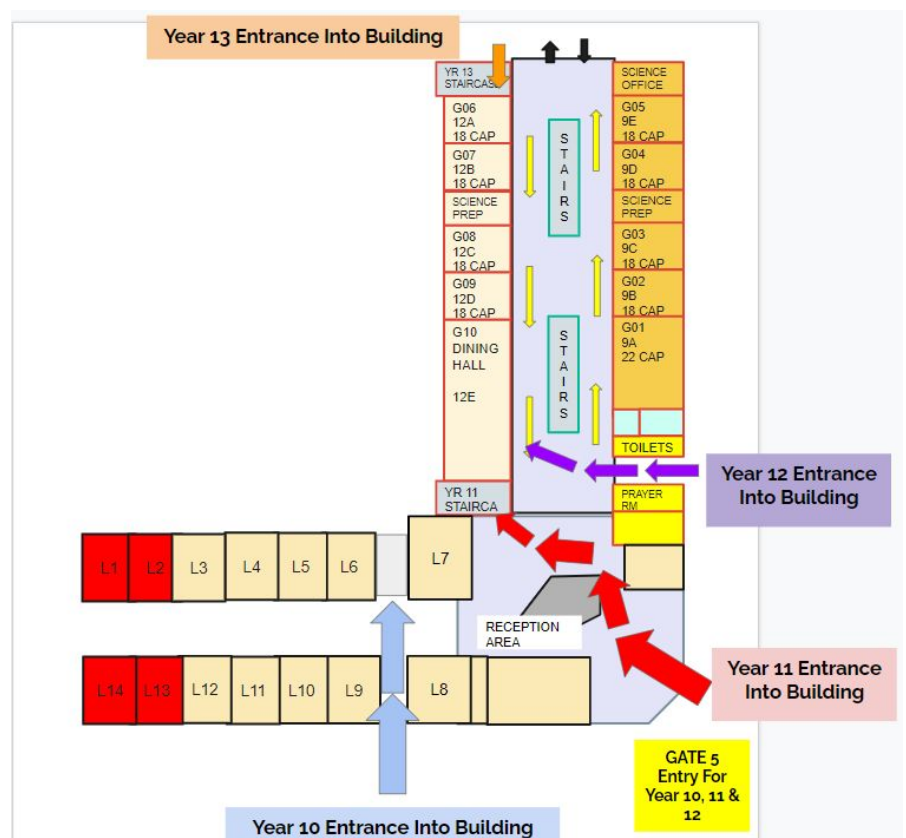 Year 13 Entrance Into Building
YR 13
STAIRCASE
G06
12A
18 CAP
G07
12B
18 CAP
SCIENCE
PREP
G08
12C
18 CAP
G09
12D
18 CAP
G10
DINING
HALL
12E
YR 11
STAIRCA
S
T
A
I
R
S
S
T
A
I
R
S
SCIENCE
OFFICE
G05
9E
18 CAP
G04
9D
18 CAP
SCIENCE
PREP
G03
9C
18 CAP
G02
9B
18 CAP
G01
9A
22 CAP
TOILETS
PRAYER
RM
Year 12 Entrance
Into Building
L1
L2
L3
L4
L5
L6
L7
RECEPTION
AREA
Year 11 Entrance
Into Building
L14
L13
L12
L11
L10
L9
L8
GATE 5
Entry For
Year 10, 11 &
12
Year 10 Entrance Into Building